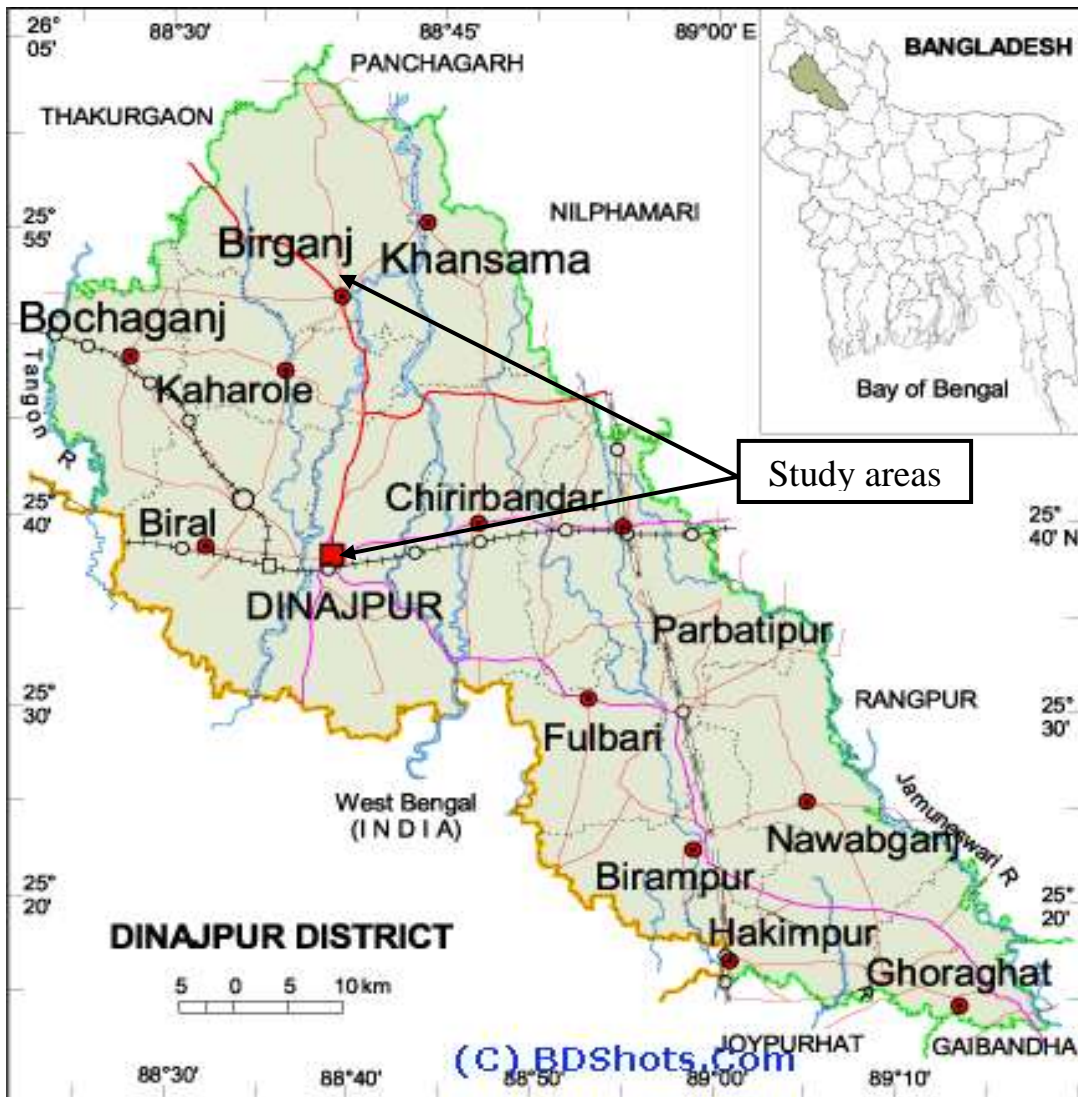 26°
05'
88°30'
88°45'
89°00' E
BANGLADESH
PANCHAGARH
THAKURGAON
NILPHAMARI
25°
55'
Birganj
Khansama
Bochaganj
Kaharole
Tangon R
Bay of Bengal
Study areas
25°
40'
Chirirbandar
25°
40' N
Biral
DINAJPUR
Parbatipur
25°
30'
RANGPUR
25°
30'
Fulbari
West Bengal
(I N D I A)
Jamuneswari R
Nawabganj
Birampur
25°
20'
25°
20'
DINAJPUR DISTRICT
Hakimpur
Ghoraghat
5 0 5 10 km
R
JOYPURHAT
GAIBANDHA
(C) BDShots.Com
88°30'
88°40'
88°50'
89°00'
89°10'